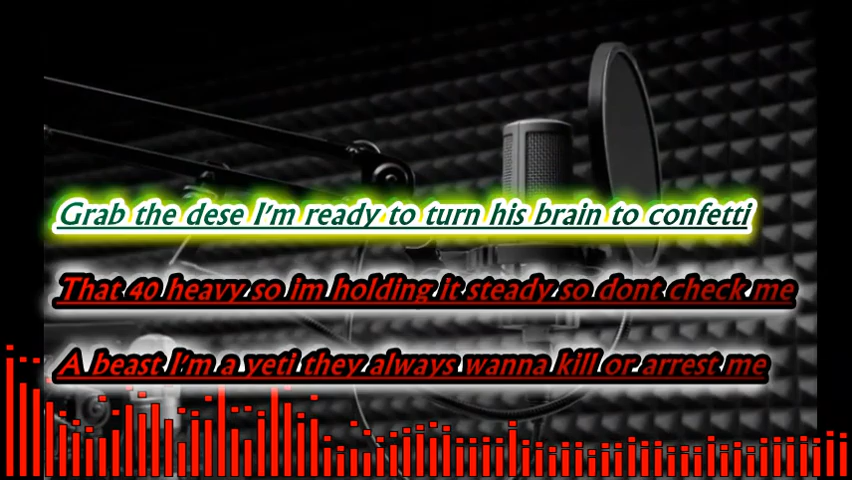 Grab the dese I'm ready to turn his brain to confetti
That 40 heavy so im holding it steady so dont check me
A beast I'm a yeti they always wanna kill or arrest me